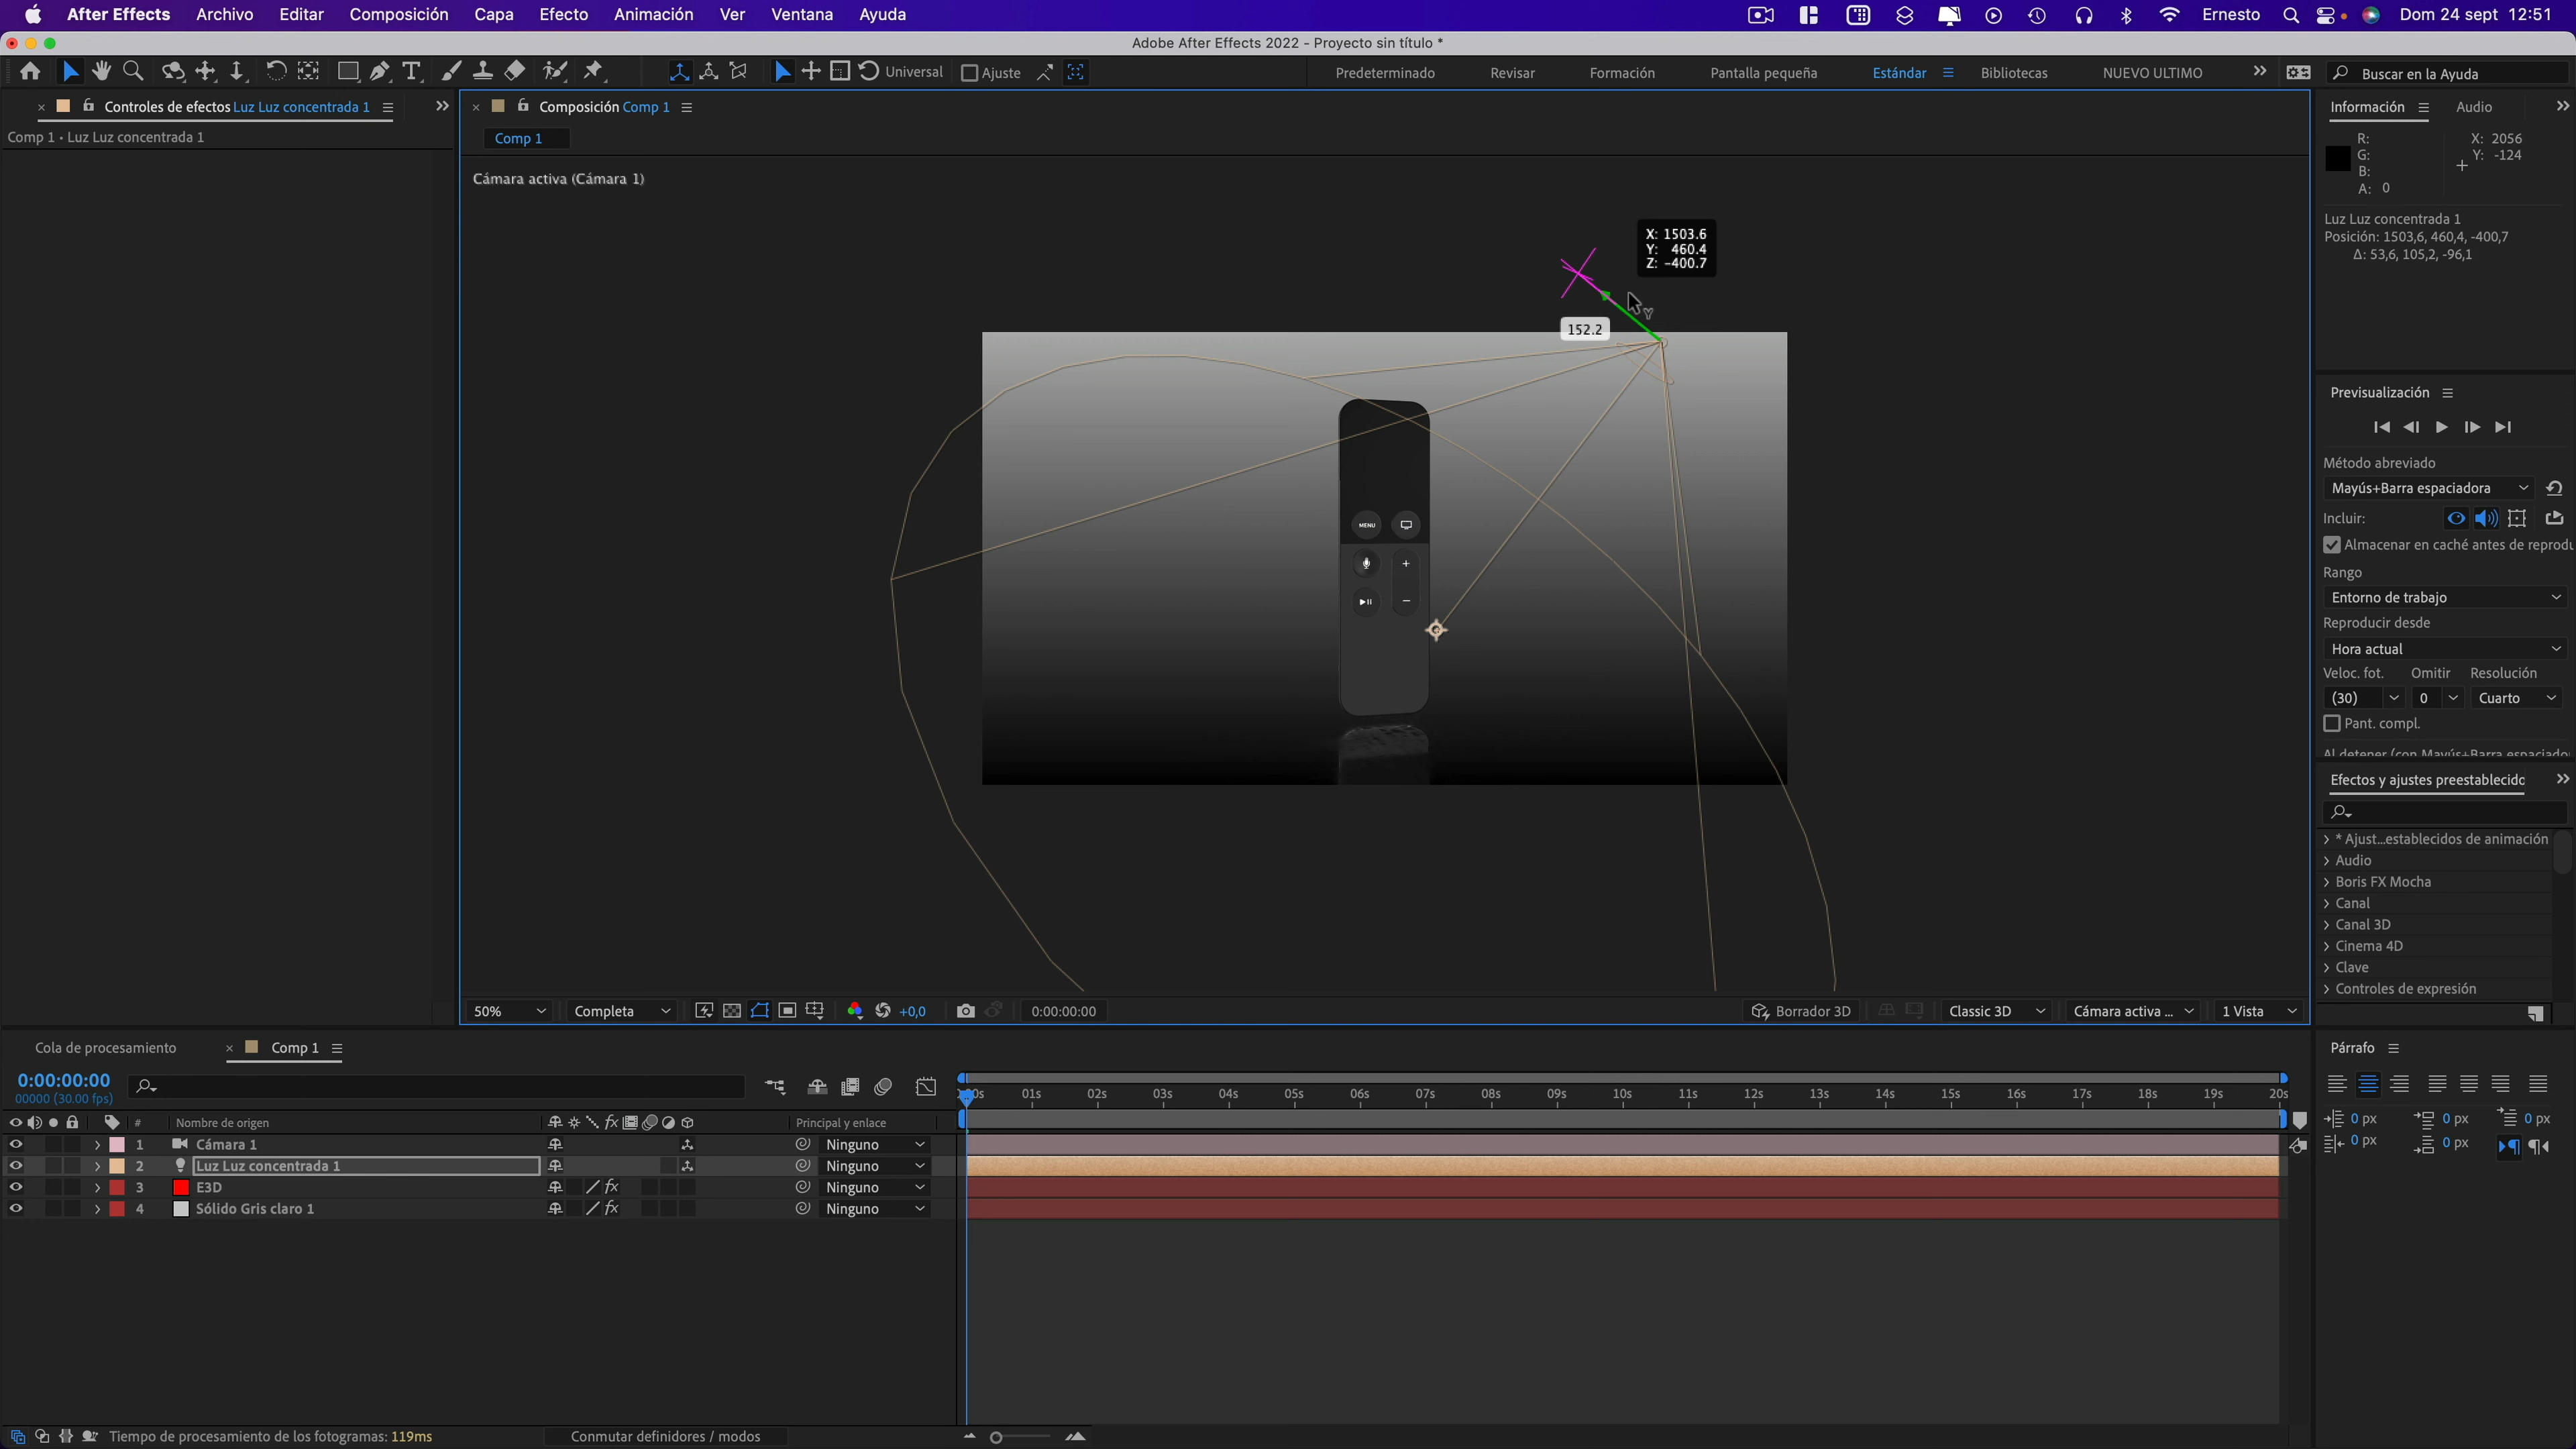 After Effects Archivo Editar Composición Capa Efecto Animación Ver Ventana Ayuda Ernesto Dom 24 sept 12:51
Adobe After Effects 2022 - Proyecto sin título *
Universal Ajuste Predeterminado Revisar Formación Pantalla pequeña Estándar Bibliotecas NUEVO ULTIMO Buscar en la Ayuda
Controles de efectos Luz Luz concentrada 1
Composición Comp 1
Información Audio
Comp 1 • Luz Luz concentrada 1
Comp 1
R:
G:
B:
A: 0
X: 2056
Y: -124
Cámara activa (Cámara 1)
Luz Luz concentrada 1
Posición: 1503,6, 460,4, -400,7
Δ: 53,6, 105,2, -96,1
X: 1503.6
Y: 460.4
Z: -400.7
Y
152.2
MENU
Previsualización
Método abreviado
Mayús+Barra espaciadora
Incluir:
Almacenar en caché antes de reprodu
Rango
Entorno de trabajo
Reproducir desde
Hora actual
Veloc. fot. Omitir Resolución
(30) 0 Cuarto
Pant. compl.
Al detener (con Mayús+Barra espaciado
Efectos y ajustes preestablecidc
* Ajust...establecidos de animación
Audio
Boris FX Mocha
Canal
Canal 3D
Cinema 4D
Clave
Controles de expresión
50% Completa +0,0 0:00:00:00 Borrador 3D Classic 3D Cámara activa ... 1 Vista
Cola de procesamiento Comp 1
Párrafo
0:00:00:00
00000 (30.00 fps)
0s 01s 02s 03s 04s 05s 06s 07s 08s 09s 10s 11s 12s 13s 14s 15s 16s 17s 18s 19s 20s
# Nombre de origen fx Principal y enlace
1 Cámara 1 Ninguno
2 Luz Luz concentrada 1 Ninguno
3 E3D fx Ninguno
4 Sólido Gris claro 1 fx Ninguno
0 px 0 px 0 px
0 px 0 px
Tiempo de procesamiento de los fotogramas: 119ms Conmutar definidores / modos